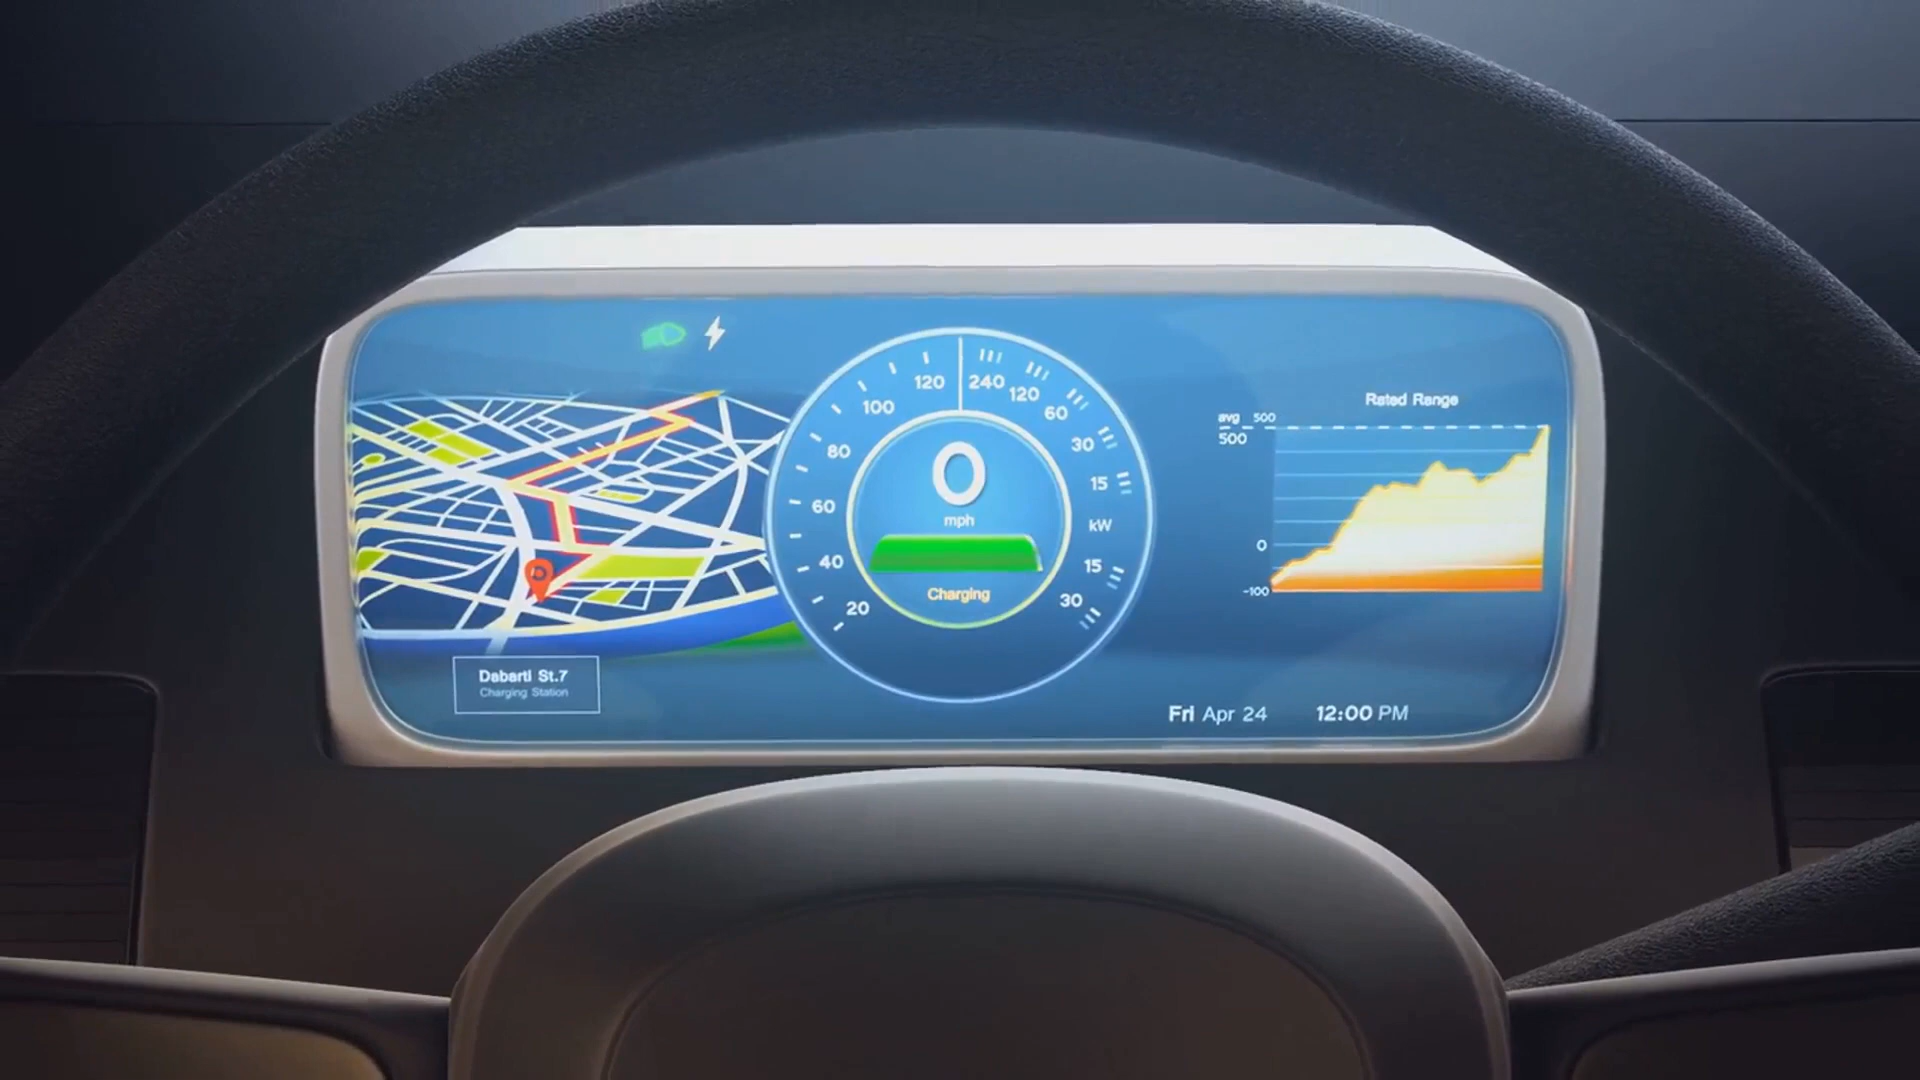 120
100
80
60
40
20
240
120
60
30
15
kW
15
30
0
mph
Charging
Rated Range
avg 500
500
0
-100
Dabarti St.7
Charging Station
Fri Apr 24 12:00 PM